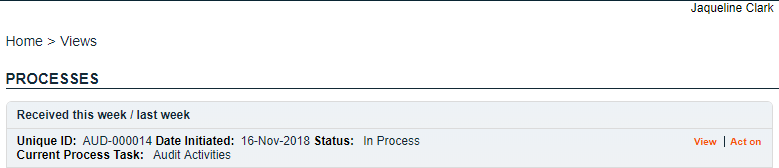 Jaqueline Clark
Home > Views
PROCESSES
Received this week / last week
Unique ID: AUD-000014 Date Initiated: 16-Nov-2018 Status: In Process View | Act on
Current Process Task: Audit Activities